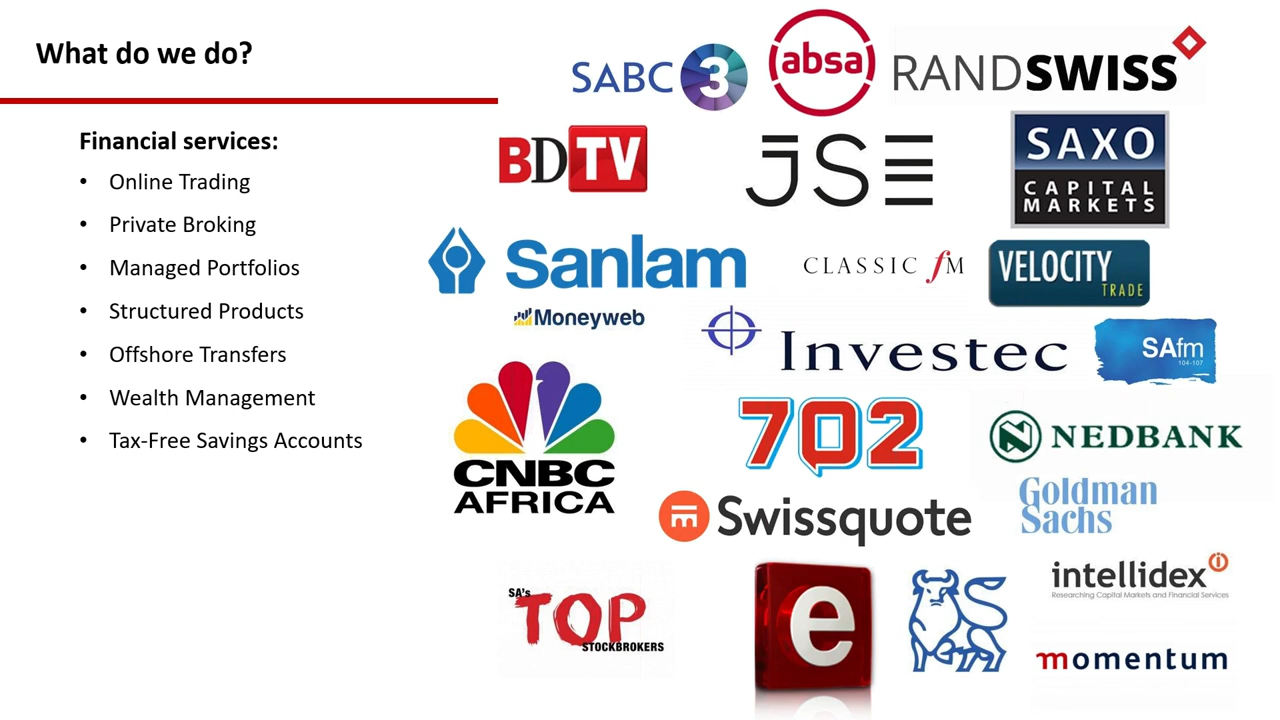 What do we do?
Financial services:
• Online Trading
• Private Broking
• Managed Portfolios
• Structured Products
• Offshore Transfers
• Wealth Management
• Tax-Free Savings Accounts
SABC 3
absa
RANDSWISS
BDTV
JSE
SAXO
CAPITAL
MARKETS
Sanlam
CLASSIC fM
VELOCITY
TRADE
Moneyweb
Investec
SAfm
104-107
CNBC
AFRICA
702
NEDBANK
Goldman
Sachs
Swissquote
SA's
TOP
STOCKBROKERS
e
intellidex
Researching Capital Markets and Financial Services
momentum